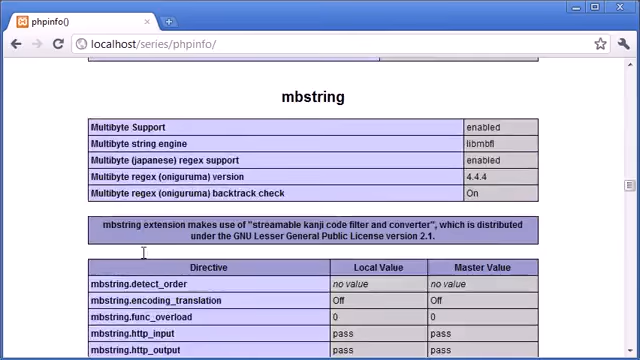 phpinfo()
localhost/series/phpinfo/
mbstring
Multibyte Support enabled
Multibyte string engine libmbfl
Multibyte (japanese) regex support enabled
Multibyte regex (oniguruma) version 4.4.4
Multibyte regex (oniguruma) backtrack check On
mbstring extension makes use of "streamable kanji code filter and converter", which is distributed
under the GNU Lesser General Public License version 2.1.
Directive Local Value Master Value
mbstring.detect_order no value no value
mbstring.encoding_translation Off Off
mbstring.func_overload 0 0
mbstring.http_input pass pass
mbstring.http_output pass pass